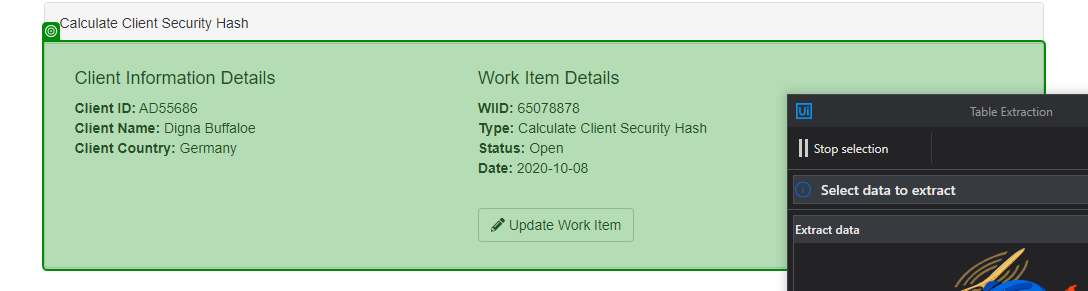 Calculate Client Security Hash
Client Information Details
Client ID: AD55686
Client Name: Digna Buffaloe
Client Country: Germany
Work Item Details
WIID: 65078878
Type: Calculate Client Security Hash
Status: Open
Date: 2020-10-08
Update Work Item
Ui Table Extraction
Stop selection
Select data to extract
Extract data